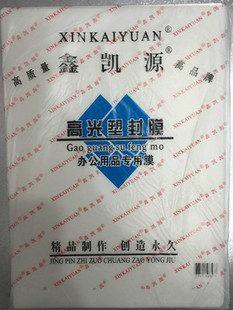 XINKAIYUAN®
高质量 鑫凯源® 高品牌
高光塑封膜
Gao guang su feng mo
办公用品专用膜
XINKAIYUAN
精品制作 创造永久
JING PIN ZHI ZUO CHUANG ZAO YONG JIU